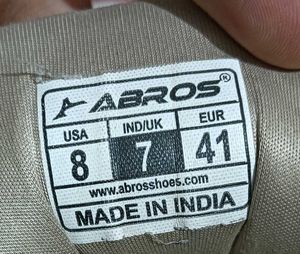 ABROS®
USA IND/UK EUR
8 7 41
www.abrosshoes.com
MADE IN INDIA